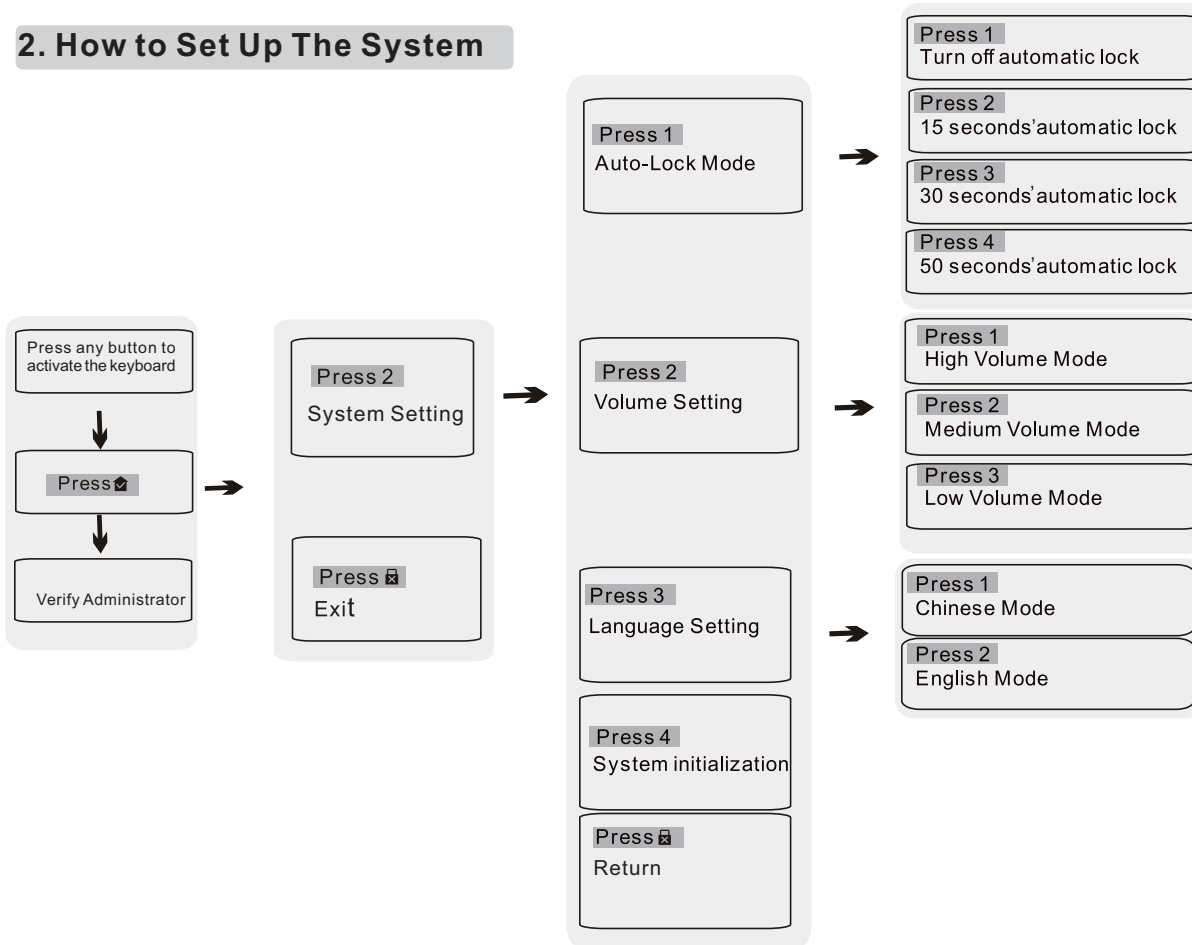 2. How to Set Up The System
Press any button to
activate the keyboard
Press
Verify Administrator
Press 2
System Setting
Press
Exit
Press 1
Auto-Lock Mode
Press 2
Volume Setting
Press 3
Language Setting
Press 4
System initialization
Press
Return
Press 1
Turn off automatic lock
Press 2
15 seconds'automatic lock
Press 3
30 seconds'automatic lock
Press 4
50 seconds'automatic lock
Press 1
High Volume Mode
Press 2
Medium Volume Mode
Press 3
Low Volume Mode
Press 1
Chinese Mode
Press 2
English Mode